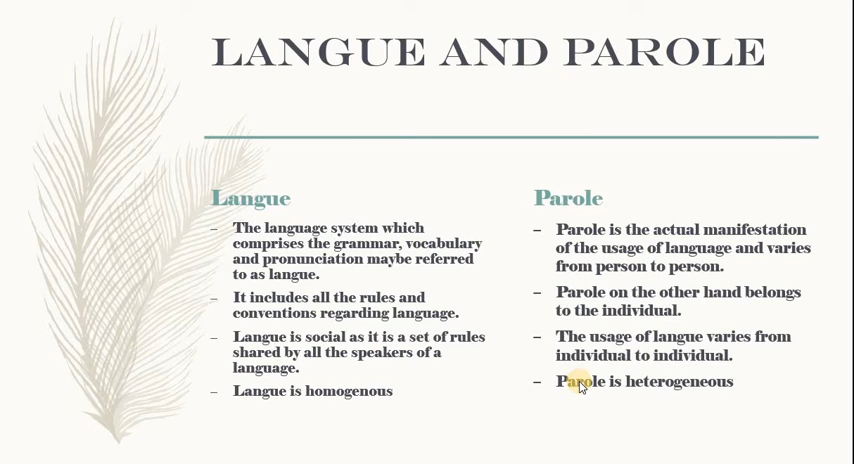 LANGUE AND PAROLE
Langue
– The language system which
comprises the grammar, vocabulary
and pronunciation maybe referred
to as langue.
– It includes all the rules and
conventions regarding language.
– Langue is social as it is a set of rules
shared by all the speakers of a
language.
– Langue is homogenous
Parole
– Parole is the actual manifestation
of the usage of language and varies
from person to person.
– Parole on the other hand belongs
to the individual.
– The usage of langue varies from
individual to individual.
– Parole is heterogeneous